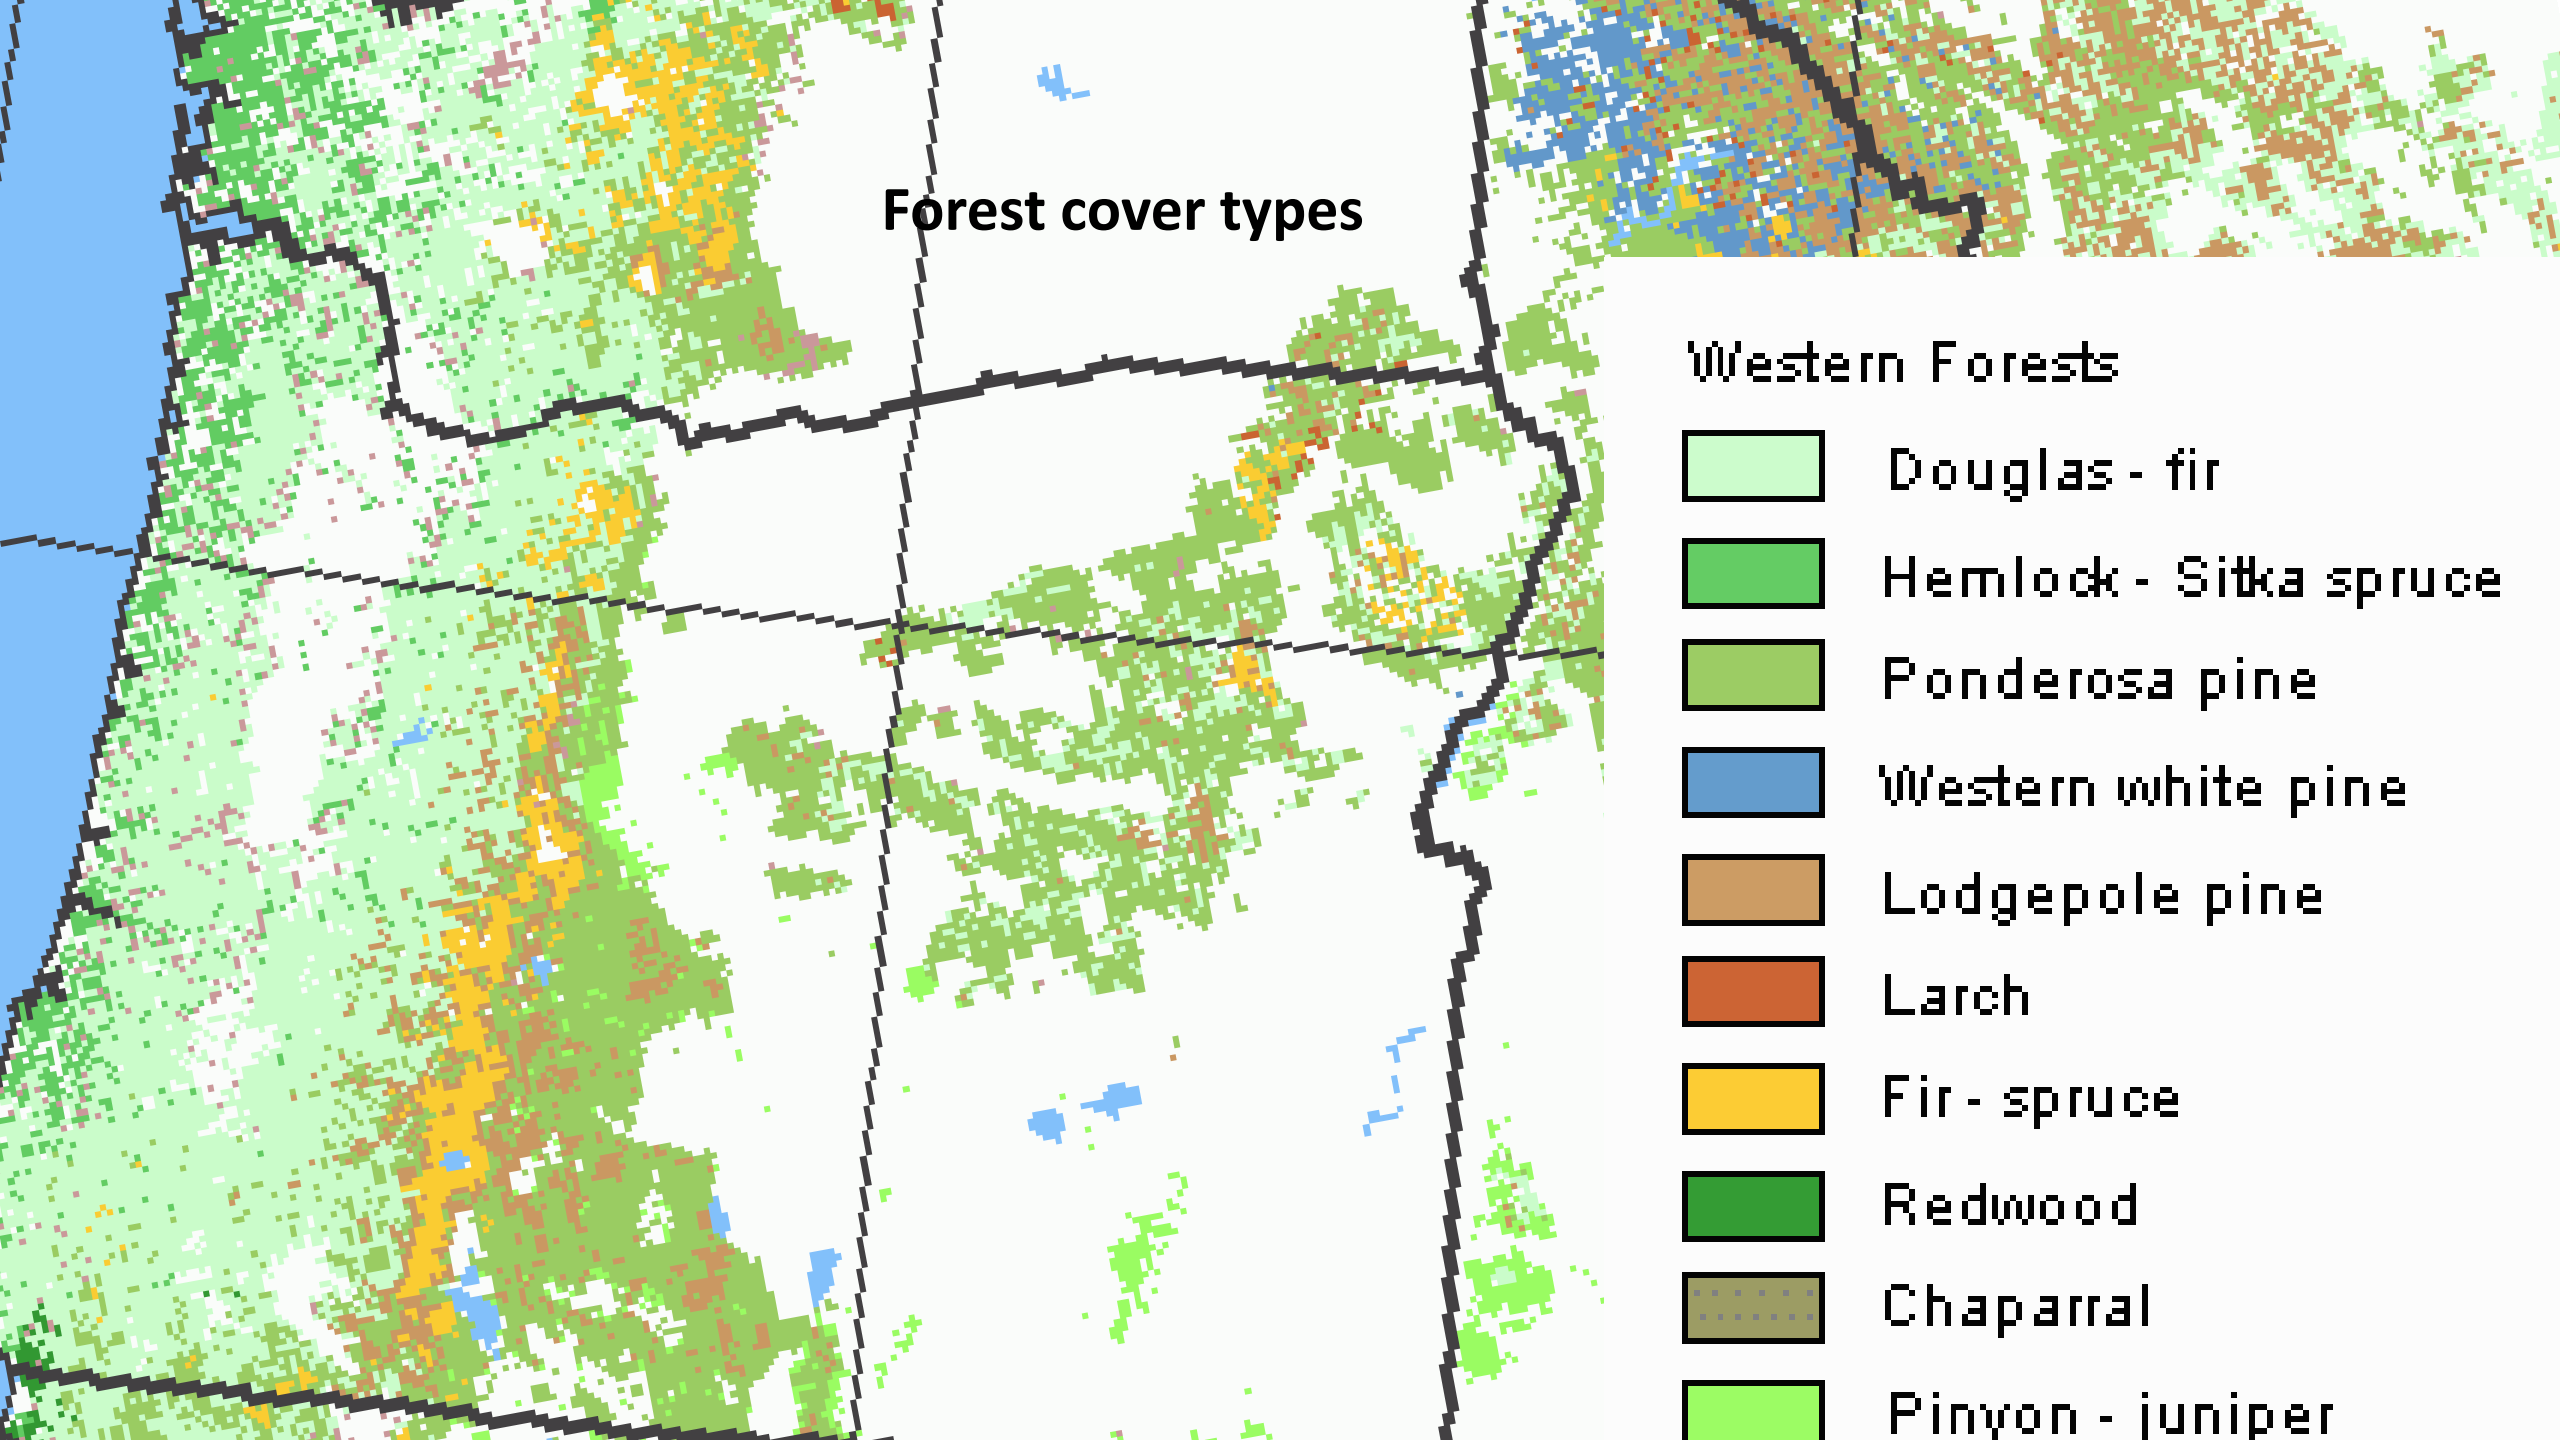 Forest cover types
Western Forests
Douglas - fir
Hemlock - Sitka spruce
Ponderosa pine
Western white pine
Lodgepole pine
Larch
Fir - spruce
Redwood
Chaparral
Pinyon - juniper